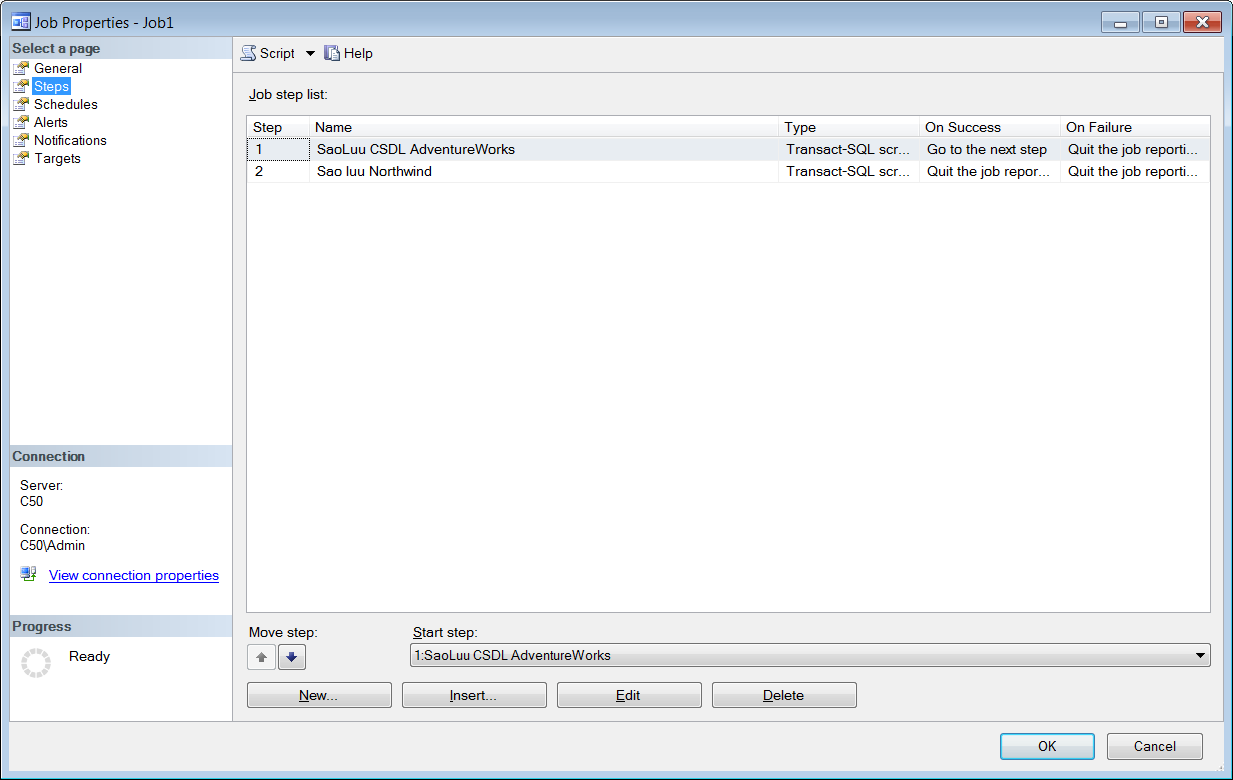 Job Properties - Job1
Select a page
General
Steps
Schedules
Alerts
Notifications
Targets
Script Help
Job step list:
Step Name Type On Success On Failure
1 SaoLuu CSDL AdventureWorks Transact-SQL scr... Go to the next step Quit the job reporti...
2 Sao luu Northwind Transact-SQL scr... Quit the job repor... Quit the job reporti...
Connection
Server:
C50
Connection:
C50\Admin
View connection properties
Progress
Ready
Move step: Start step:
1:SaoLuu CSDL AdventureWorks
New... Insert... Edit Delete
OK Cancel